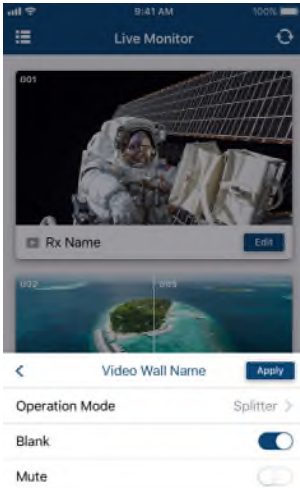 9:41 AM 100%
Live Monitor
001
Rx Name Edit
002 005
Video Wall Name Apply
Operation Mode Splitter >
Blank
Mute